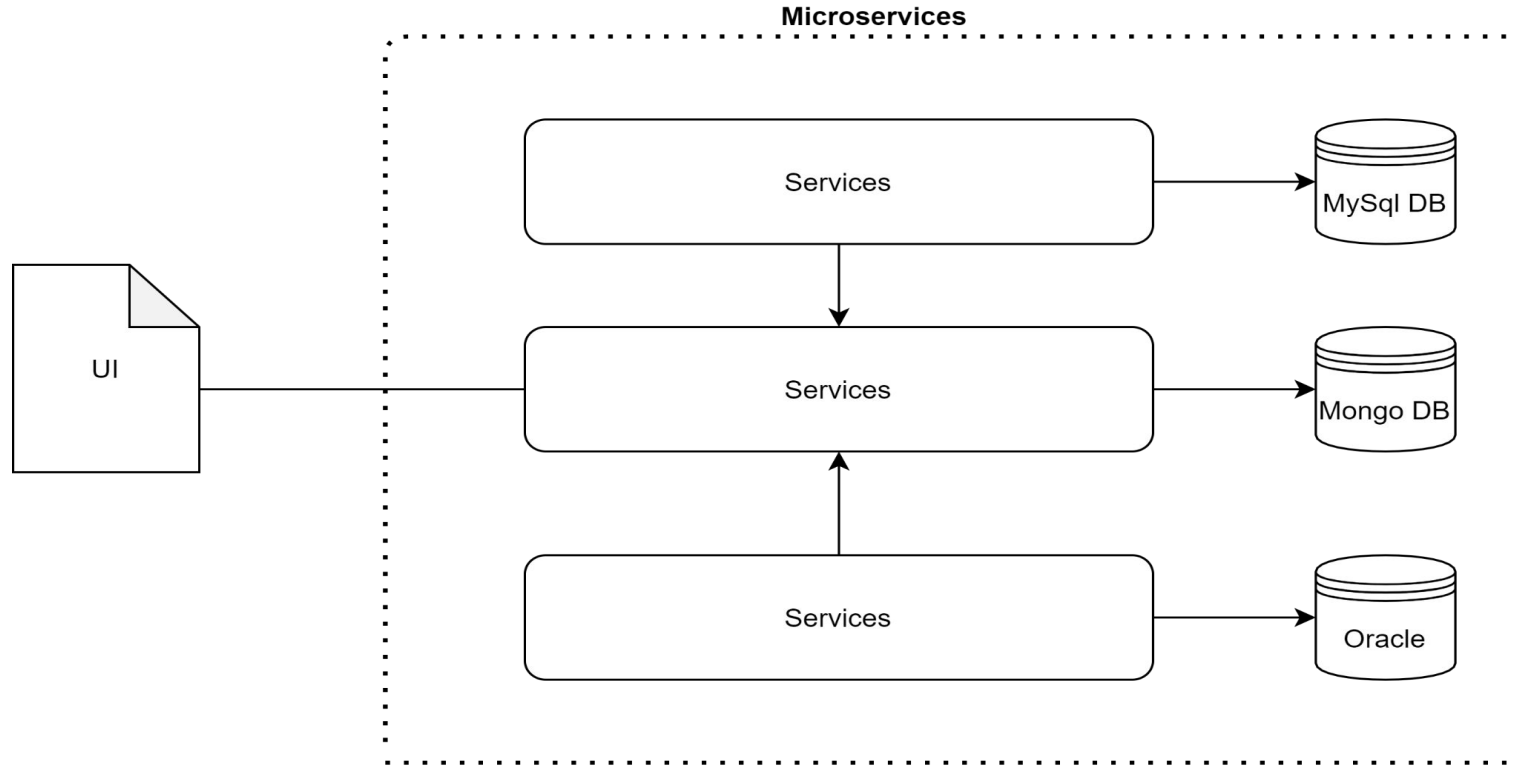 Microservices
Services
MySql DB
UI
Services
Mongo DB
Services
Oracle